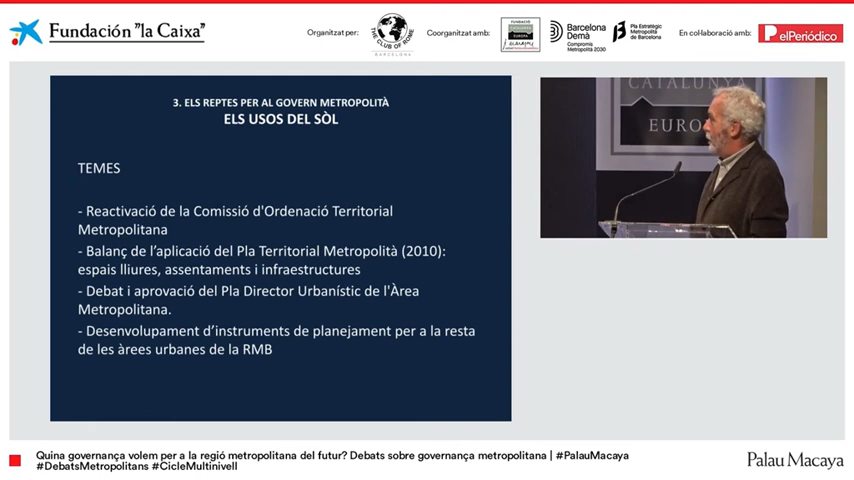 Fundación "la Caixa"
Organitzat per:
THE CLUB OF ROME
BARCELONA
Coorganitzat amb:
FUNDACIÓ
CATALUNYA
EUROPA
Barcelona
Demà
Compromís
Metropolità 2030
Pla Estratègic
Metropolità
de Barcelona
En col·laboració amb:
elPeriódico
3. ELS REPTES PER AL GOVERN METROPOLITÀ
ELS USOS DEL SÒL
TEMES
- Reactivació de la Comissió d'Ordenació Territorial
Metropolitana
- Balanç de l’aplicació del Pla Territorial Metropolità (2010):
espais lliures, assentaments i infraestructures
- Debat i aprovació del Pla Director Urbanístic de l'Àrea
Metropolitana.
- Desenvolupament d’instruments de planejament per a la resta
de les àrees urbanes de la RMB
CATALUNYA
EURO
Quina governança volem per a la regió metropolitana del futur? Debats sobre governança metropolitana | #PalauMacaya
#DebatsMetropolitans #CicleMultinivell
Palau Macaya